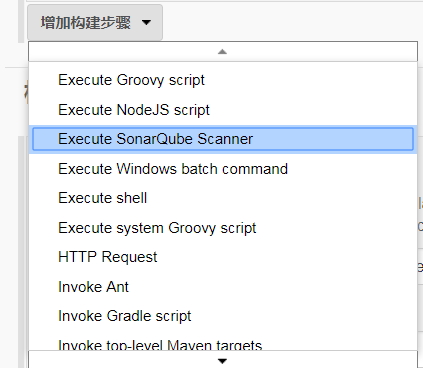 增加构建步骤
Execute Groovy script
Execute NodeJS script
Execute SonarQube Scanner
Execute Windows batch command
Execute shell
Execute system Groovy script
HTTP Request
Invoke Ant
Invoke Gradle script
Invoke top-level Maven targets